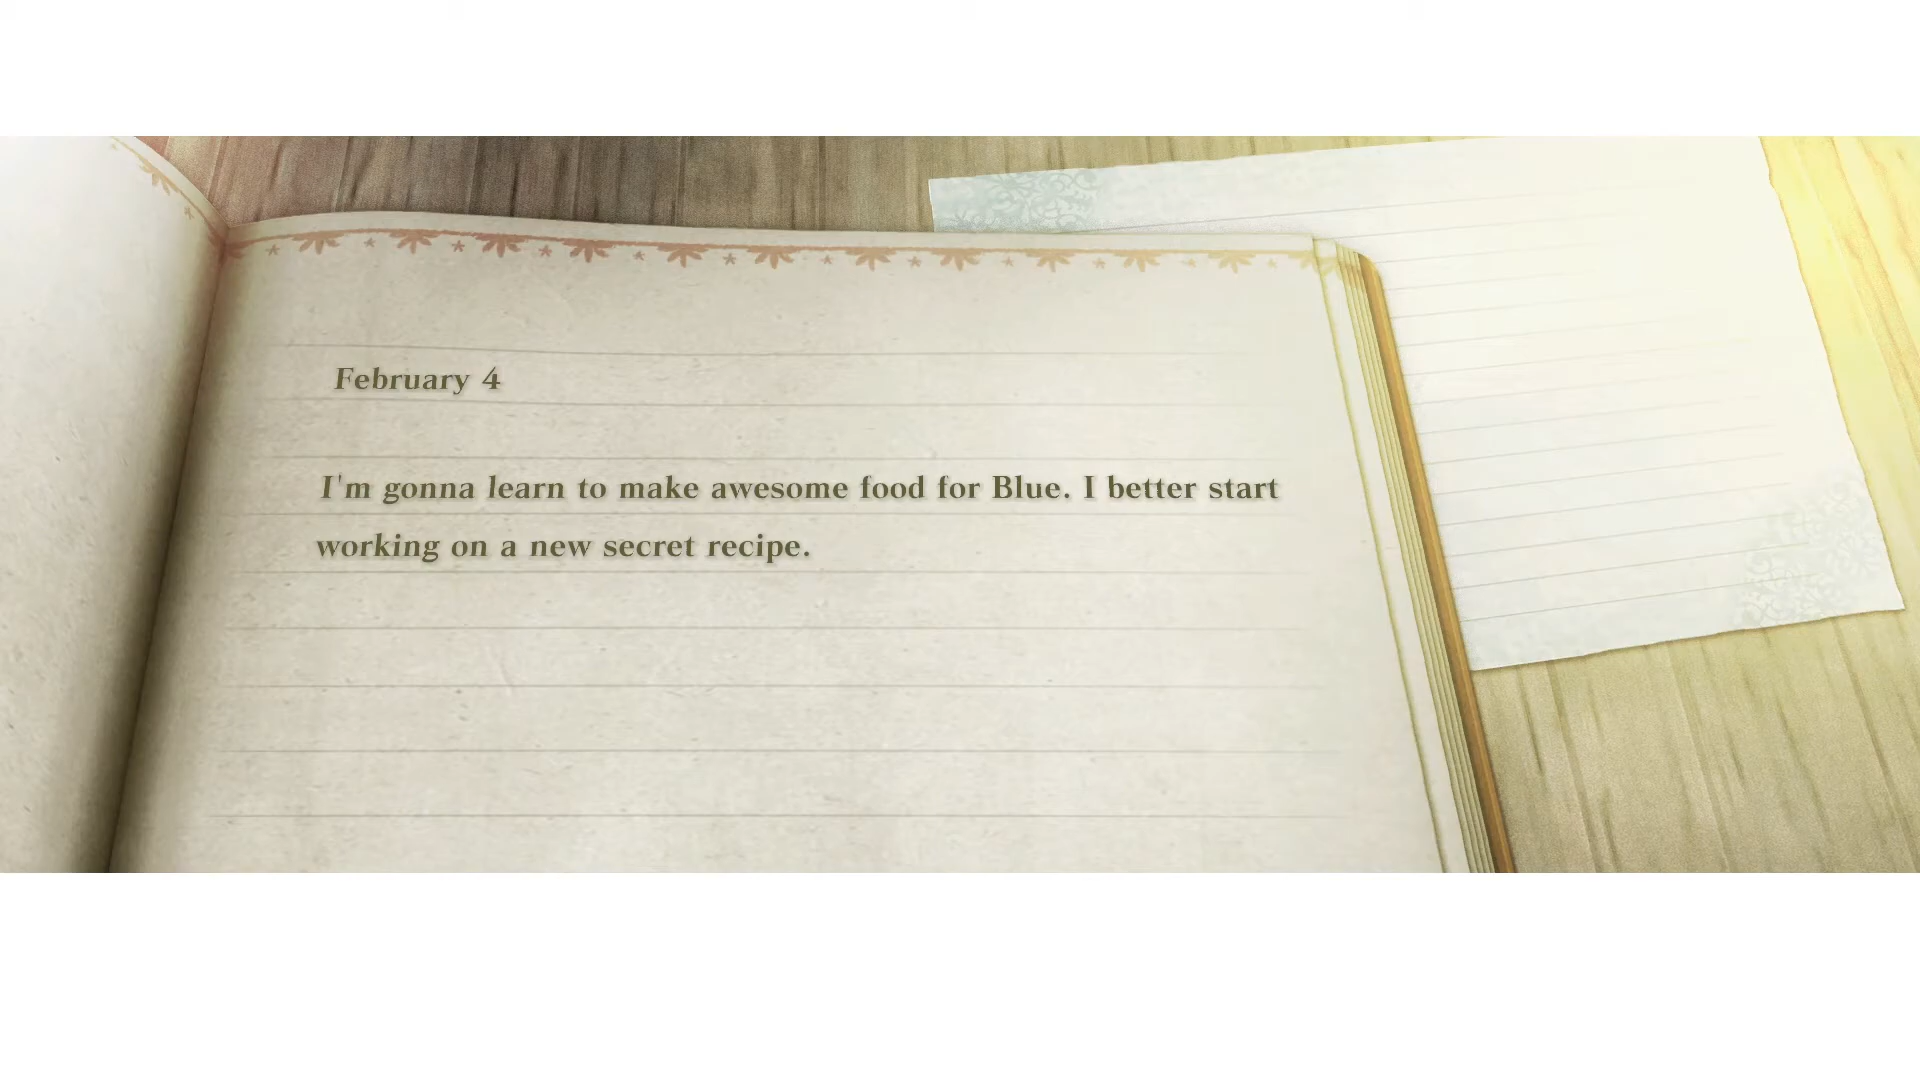 February 4
I'm gonna learn to make awesome food for Blue. I better start
working on a new secret recipe.